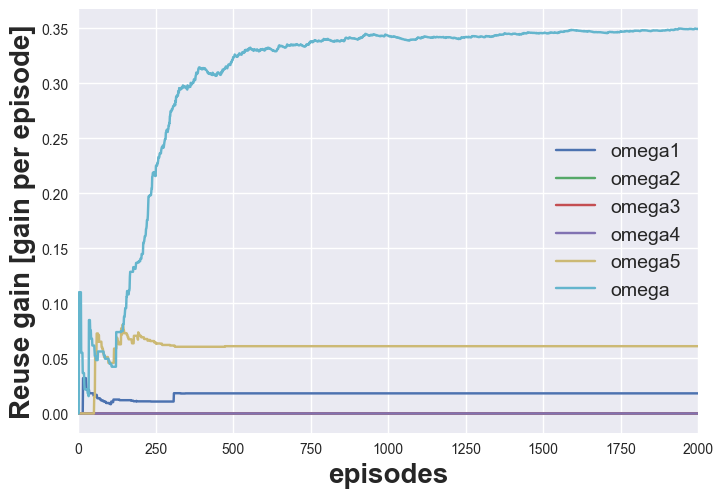 Reuse gain [gain per episode]
0.35
0.30
0.25
0.20
0.15
0.10
0.05
0.00
omega1
omega2
omega3
omega4
omega5
omega
0 250 500 750 1000 1250 1500 1750 2000
episodes